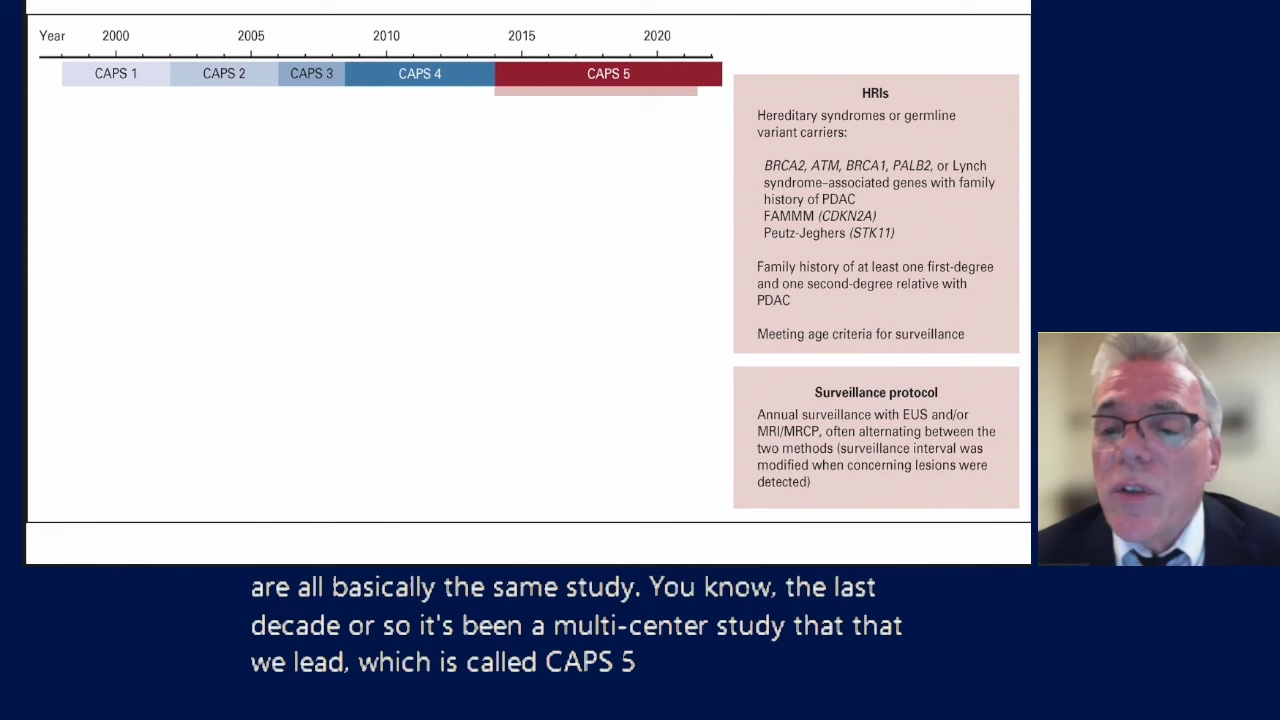 Year 2000 2005 2010 2015 2020
CAPS 1 CAPS 2 CAPS 3 CAPS 4 CAPS 5
HRIs
Hereditary syndromes or germline
variant carriers:
BRCA2, ATM, BRCA1, PALB2, or Lynch
syndrome–associated genes with family
history of PDAC
FAMMM (CDKN2A)
Peutz-Jeghers (STK11)
Family history of at least one first-degree
and one second-degree relative with
PDAC
Meeting age criteria for surveillance
Surveillance protocol
Annual surveillance with EUS and/or
MRI/MRCP, often alternating between the
two methods (surveillance interval was
modified when concerning lesions were
detected)
are all basically the same study. You know, the last
decade or so it's been a multi-center study that that
we lead, which is called CAPS 5